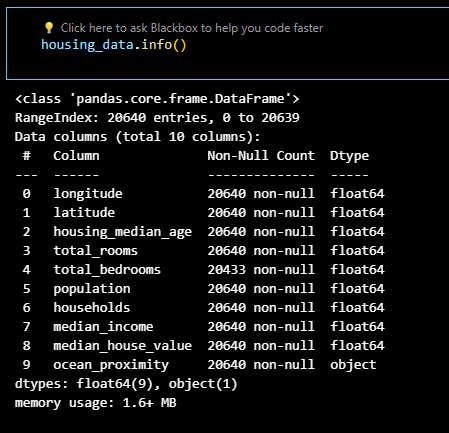 💡 Click here to ask Blackbox to help you code faster
housing_data.info()
<class 'pandas.core.frame.DataFrame'>
RangeIndex: 20640 entries, 0 to 20639
Data columns (total 10 columns):
 #   Column              Non-Null Count  Dtype
---  ------              --------------  -----
 0   longitude           20640 non-null  float64
 1   latitude            20640 non-null  float64
 2   housing_median_age  20640 non-null  float64
 3   total_rooms         20640 non-null  float64
 4   total_bedrooms      20433 non-null  float64
 5   population          20640 non-null  float64
 6   households          20640 non-null  float64
 7   median_income       20640 non-null  float64
 8   median_house_value  20640 non-null  float64
 9   ocean_proximity     20640 non-null  object
dtypes: float64(9), object(1)
memory usage: 1.6+ MB